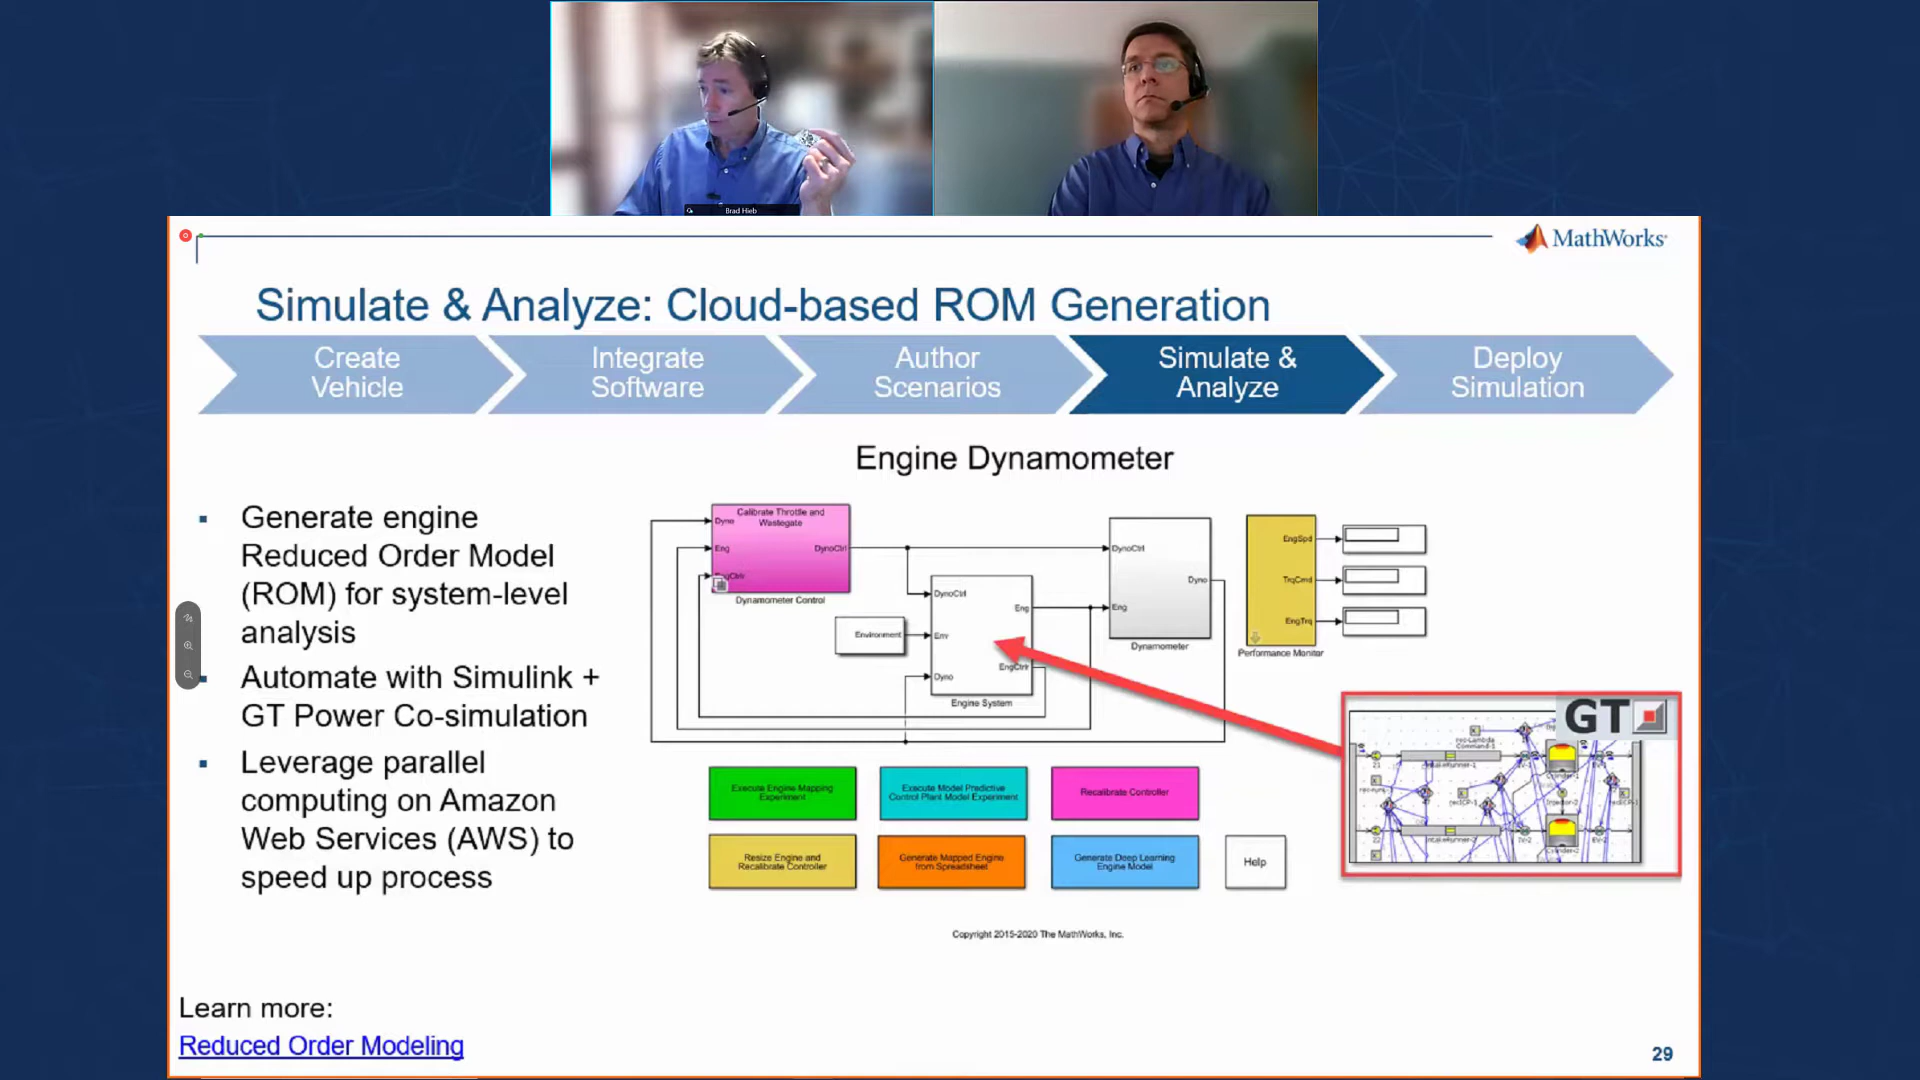 Brad Hieb
MathWorks
Simulate & Analyze: Cloud-based ROM Generation
Create
Vehicle
Integrate
Software
Author
Scenarios
Simulate &
Analyze
Deploy
Simulation
Engine Dynamometer
▪ Generate engine
Reduced Order Model
(ROM) for system-level
analysis
▪ Automate with Simulink +
GT Power Co-simulation
▪ Leverage parallel
computing on Amazon
Web Services (AWS) to
speed up process
Calibrate Throttle and
Wastegate
Dyno
Eng
EngCtrlr
DynoCtrl
Dynamometer Control
Environment
DynoCtrl
Env
Dyno
Eng
EngCtrlr
Engine System
DynoCtrl
Eng
Dyno
Dynamometer
EngSpd
TrqCmd
EngTrq
Performance Monitor
GT
Execute Engine Mapping
Experiment
Execute Model Predictive
Control Plant Model Experiment
Recalibrate Controller
Resize Engine and
Recalibrate Controller
Generate Mapped Engine
from Spreadsheet
Generate Deep Learning
Engine Model
Help
Copyright 2015-2020 The MathWorks, Inc.
Learn more:
Reduced Order Modeling
29